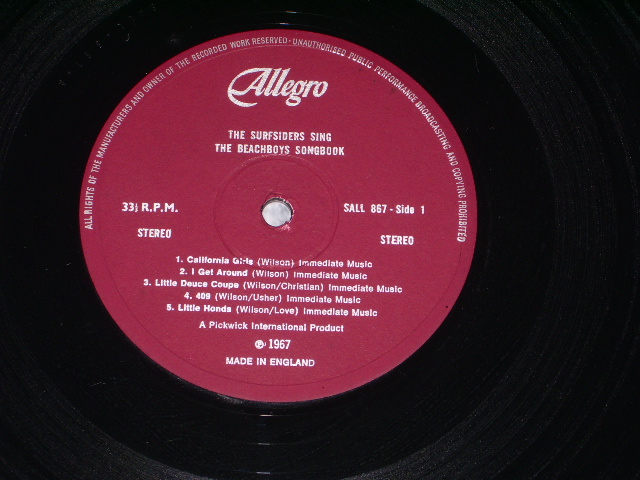 ALL RIGHTS OF THE MANUFACTURERS AND OWNER OF THE RECORDED WORK RESERVED · UNAUTHORISED PUBLIC PERFORMANCE BROADCASTING AND COPYING PROHIBITED
Allegro
THE SURFSIDERS SING
THE BEACHBOYS SONGBOOK
33⅓ R.P.M.
SALL 867 - Side 1
STEREO
STEREO
1. California Girls (Wilson) Immediate Music
2. I Get Around (Wilson) Immediate Music
3. Little Deuce Coupe (Wilson/Christian) Immediate Music
4. 409 (Wilson/Usher) Immediate Music
5. Little Honda (Wilson/Love) Immediate Music
A Pickwick International Product
℗ 1967
MADE IN ENGLAND